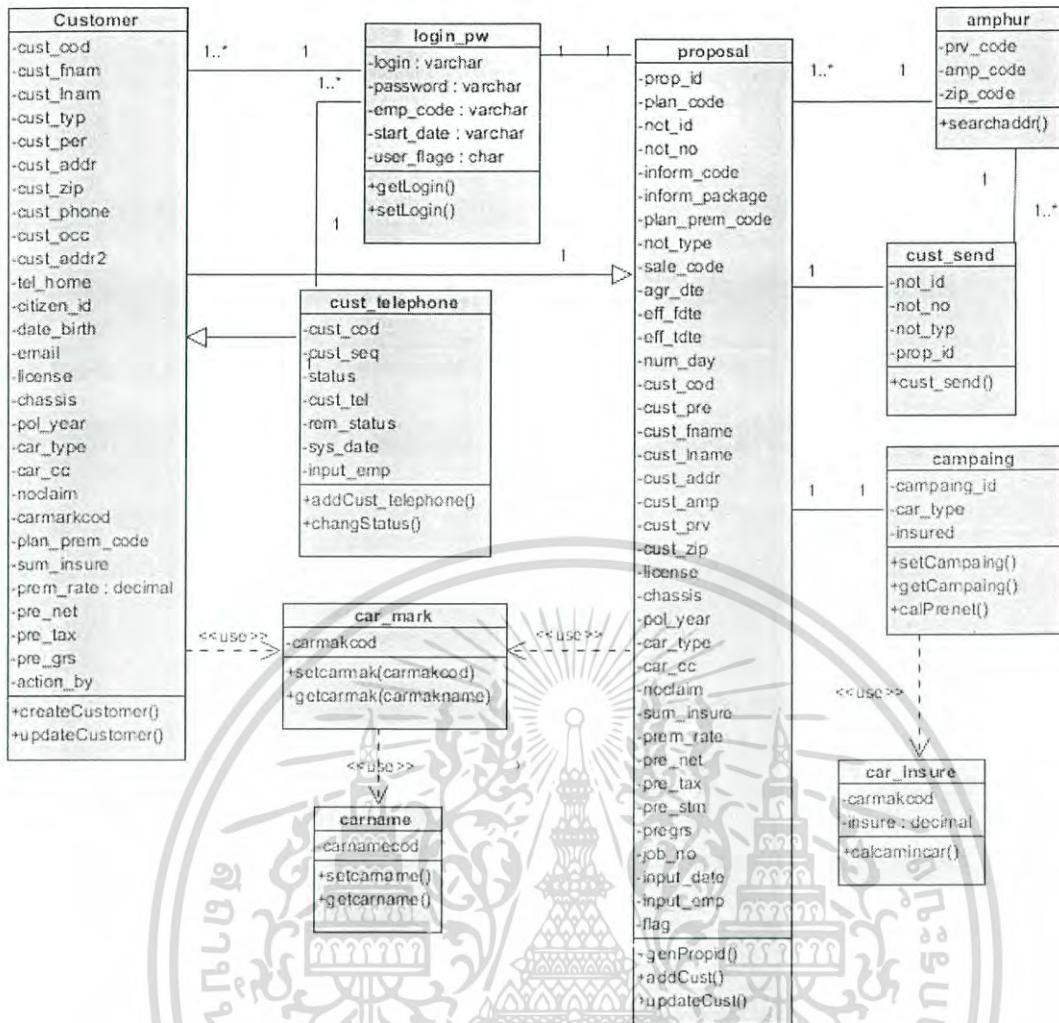 Customer
-cust_cod
-cust_fnam
-cust_lnam
-cust_typ
-cust_per
-cust_addr
-cust_zip
-cust_phone
-cust_occ
-cust_addr2
-tel_home
-citizen_id
-date_birth
-email
-license
-chassis
-pol_year
-car_type
-car_cc
-noclaim
-carmarkcod
-plan_prem_code
-sum_insure
-prem_rate : decimal
-pre_net
-pre_tax
-pre_grs
-action_by
+createCustomer()
+updateCustomer()
1..*
1
login_pw
-login : varchar
-password : varchar
-emp_code : varchar
-start_date : varchar
-user_flage : char
+getLogin()
+setLogin()
1..*
1
1
1
1
cust_telephone
-cust_cod
-cust_seq
-status
-cust_tel
-rem_status
-sys_date
-input_emp
+addCust_telephone()
+changStatus()
1
<<use>>
car_mark
-carmakcod
+setcarmak(carmakcod)
+getcarmak(carmakname)
<<use>>
<<use>>
carname
-carnamecod
+setcarname()
+getcarname()
proposal
-prop_id
-plan_code
-not_id
-not_no
-inform_code
-inform_package
-plan_prem_code
-not_type
-sale_code
-agr_dte
-eff_fdte
-eff_tdte
-num_day
-cust_cod
-cust_pre
-cust_fname
-cust_lname
-cust_addr
-cust_amp
-cust_prv
-cust_zip
-license
-chassis
-pol_year
-car_type
-car_cc
-noclaim
-sum_insure
-prem_rate
-pre_net
-pre_tax
-pre_stm
-pregrs
-job_no
-input_date
-input_emp
-flag
+genPropid()
+addCust()
+updateCust()
1..*
1
amphur
-prv_code
-amp_code
-zip_code
+searchaddr()
1
1..*
1
cust_send
-not_id
-not_no
-not_typ
-prop_id
+cust_send()
1
1
campaing
-campaing_id
-car_type
-insured
+setCampaing()
+getCampaing()
+calPrenet()
<<use>>
car_insure
-carmakcod
-insure : decimal
+calcamincar()